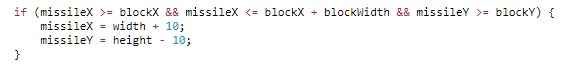 if (missileX >= blockX && missileX <= blockX + blockWidth && missileY >= blockY) {
    missileX = width + 10;
    missileY = height - 10;
}